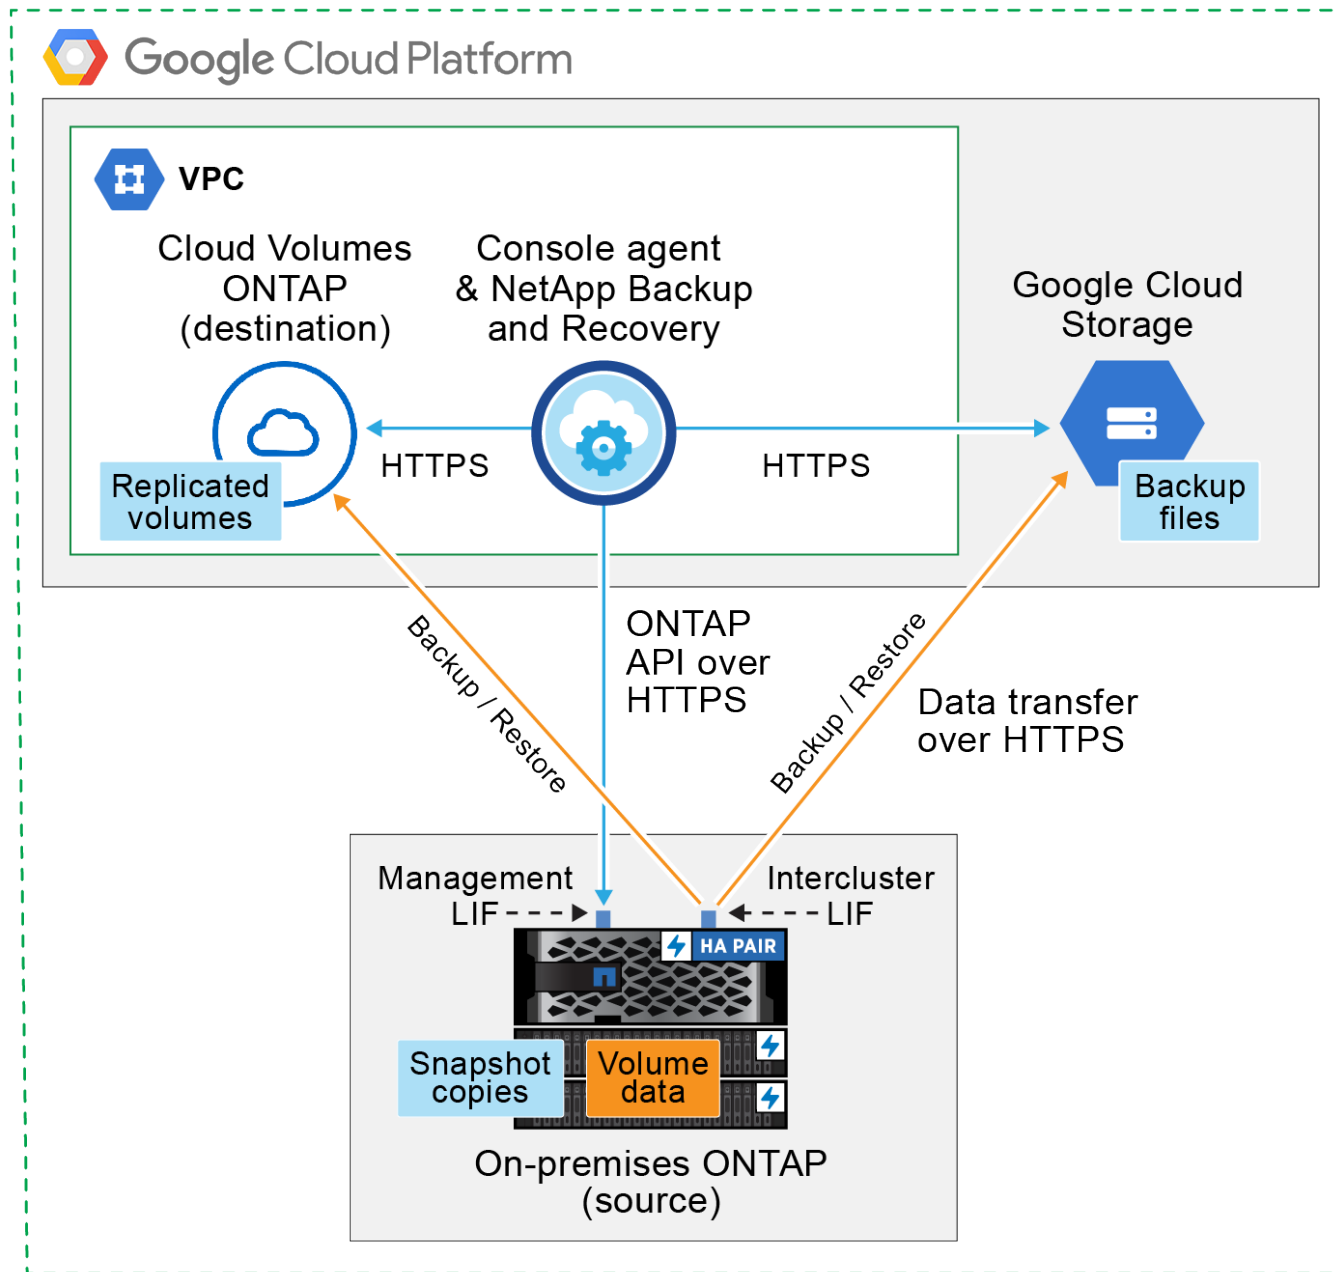 Google Cloud Platform
VPC
Cloud Volumes
ONTAP
(destination)
Console agent
& NetApp Backup
and Recovery
Google Cloud
Storage
HTTPS
HTTPS
Replicated
volumes
Backup
files
Backup / Restore
ONTAP
API over
HTTPS
Backup / Restore
Data transfer
over HTTPS
Management
LIF
Intercluster
LIF
HA PAIR
Snapshot
copies
Volume
data
On-premises ONTAP
(source)